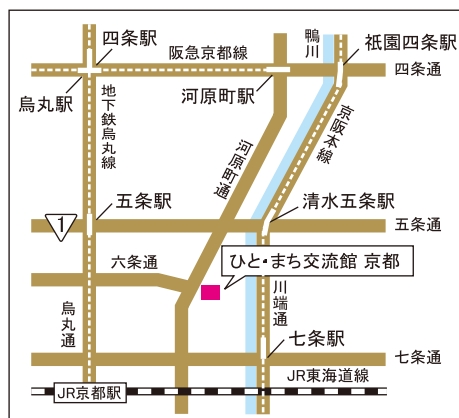 四条駅
阪急京都線
鴨川
祇園四条駅
四条通
烏丸駅
河原町駅
地下鉄烏丸線
京阪本線
河原町通
五条駅
清水五条駅
1
五条通
六条通
ひと・まち交流館 京都
烏丸通
川端通
七条駅
七条通
JR東海道線
JR京都駅